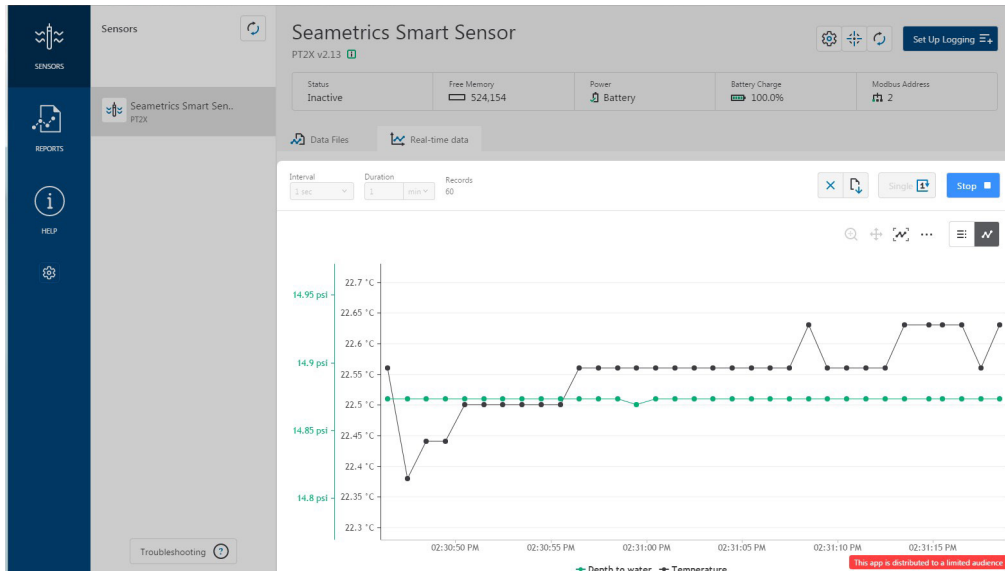 SENSORS
REPORTS
HELP
Sensors
Seametrics Smart Sen..
PT2X
Troubleshooting ?
Seametrics Smart Sensor
PT2X v2.13
Set Up Logging
Status
Inactive
Free Memory
524,154
Power
Battery
Battery Charge
100.0%
Modbus Address
2
Data Files
Real-time data
Interval
1 sec
Duration
1 min
Records
60
Single
Stop
14.95 psi
14.9 psi
14.85 psi
14.8 psi
22.7 °C
22.65 °C
22.6 °C
22.55 °C
22.5 °C
22.45 °C
22.4 °C
22.35 °C
22.3 °C
02:30:50 PM 02:30:55 PM 02:31:00 PM 02:31:05 PM 02:31:10 PM 02:31:15 PM
This app is distributed to a limited audience
Depth to water Temperature